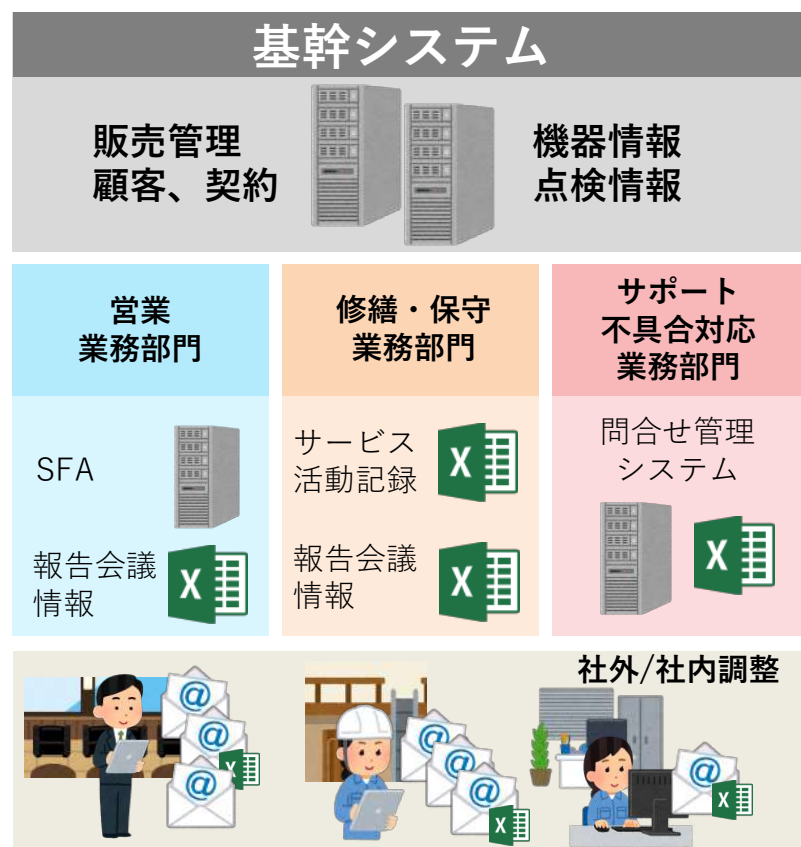 基幹システム
販売管理
顧客、契約
機器情報
点検情報
営業
業務部門
修繕・保守
業務部門
サポート
不具合対応
業務部門
SFA
報告会議
情報
X
サービス
活動記録
X
報告会議
情報
X
問合せ管理
システム
X
社外/社内調整
@
@
@
X
@
@
@
X
@
X